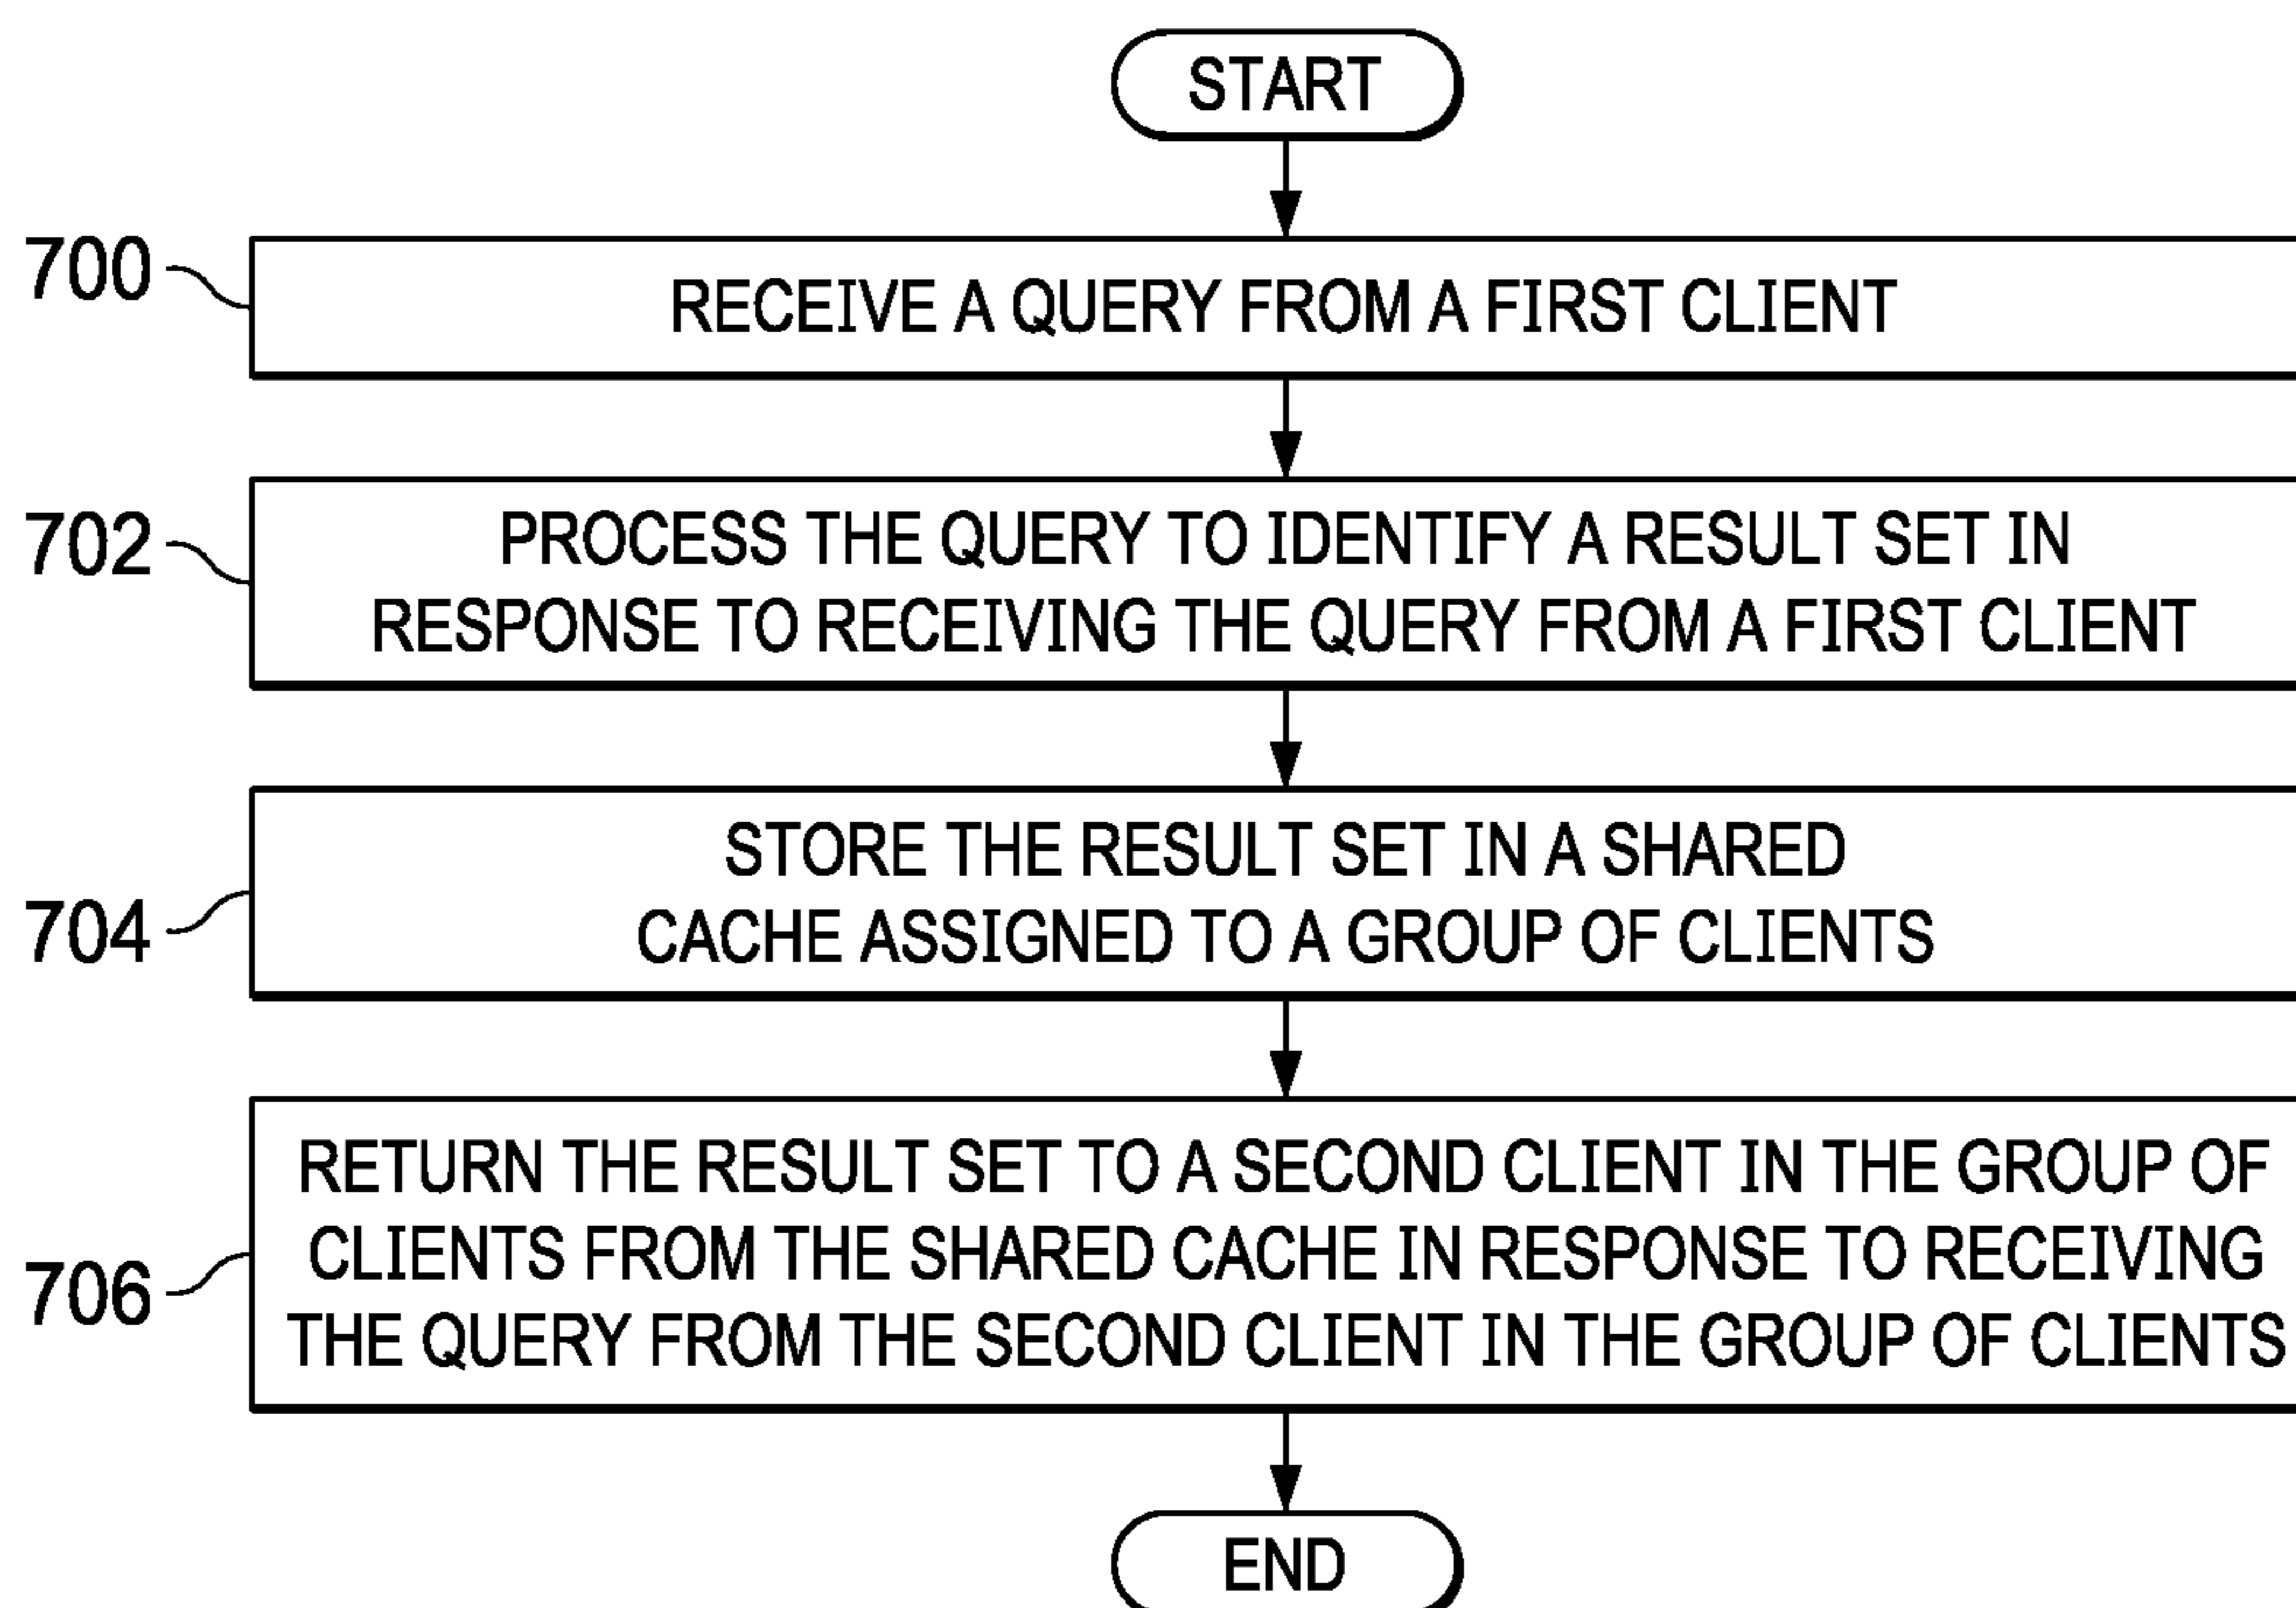 START
700
RECEIVE A QUERY FROM A FIRST CLIENT
702
PROCESS THE QUERY TO IDENTIFY A RESULT SET IN
RESPONSE TO RECEIVING THE QUERY FROM A FIRST CLIENT
704
STORE THE RESULT SET IN A SHARED
CACHE ASSIGNED TO A GROUP OF CLIENTS
706
RETURN THE RESULT SET TO A SECOND CLIENT IN THE GROUP OF
CLIENTS FROM THE SHARED CACHE IN RESPONSE TO RECEIVING
THE QUERY FROM THE SECOND CLIENT IN THE GROUP OF CLIENTS
END